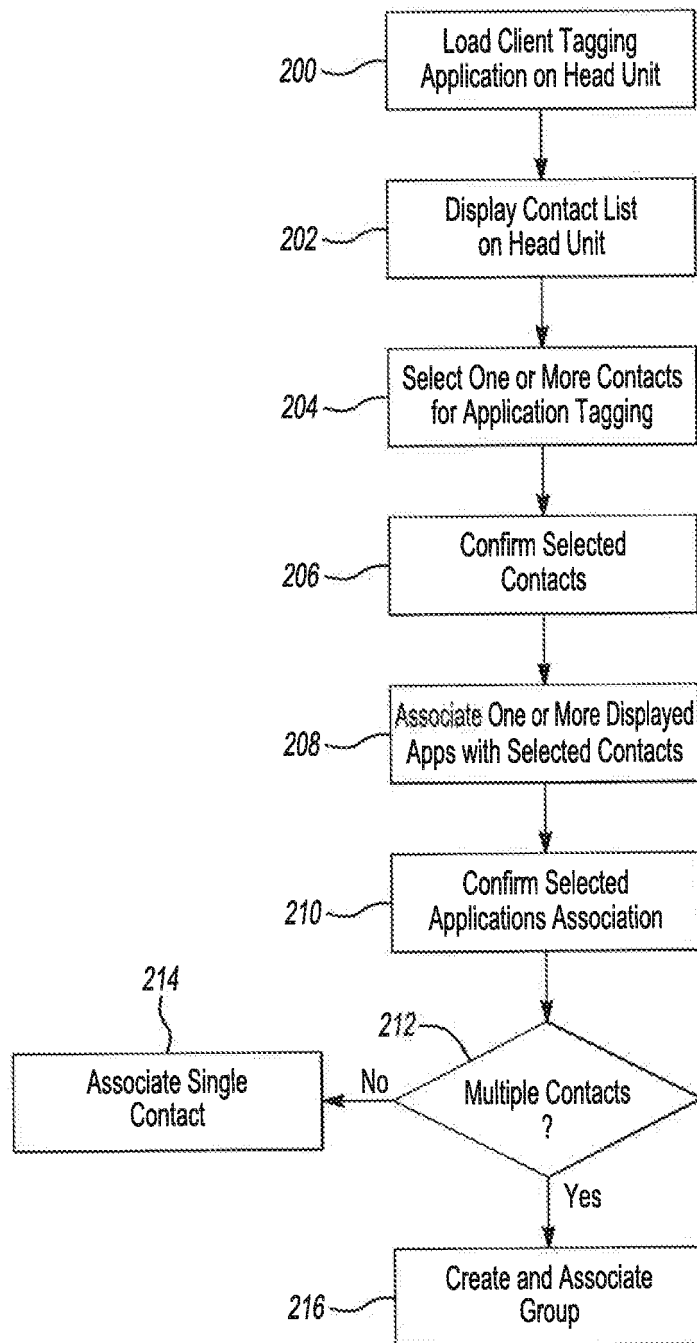 200
Load Client Tagging
Application on Head Unit
202
Display Contact List
on Head Unit
204
Select One or More Contacts
for Application Tagging
206
Confirm Selected
Contacts
208
Associate One or More Displayed
Apps with Selected Contacts
210
Confirm Selected
Applications Association
214
212
Associate Single
Contact
No
Multiple Contacts
?
Yes
216
Create and Associate
Group